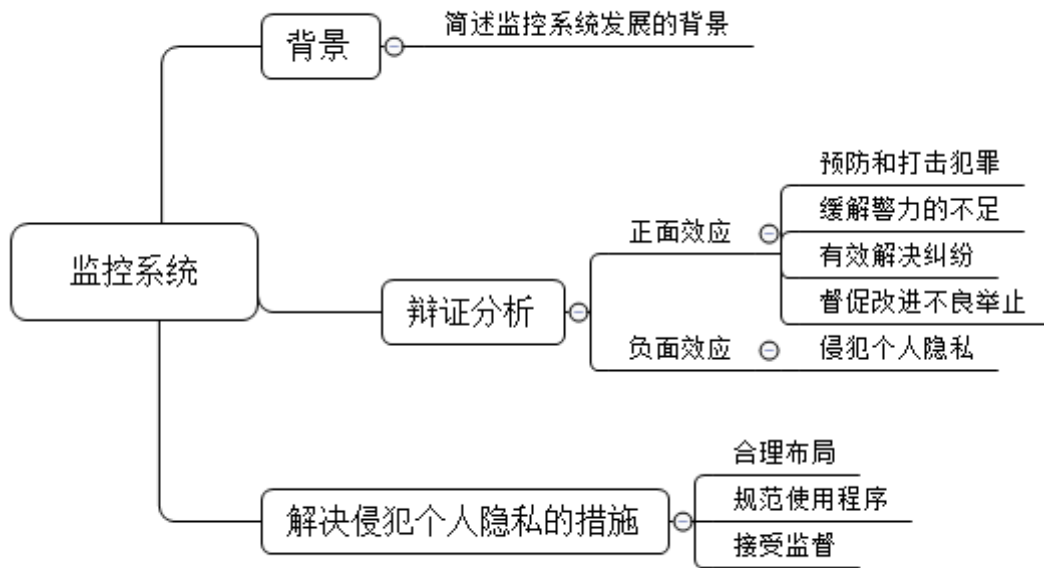 背景
简述监控系统发展的背景
监控系统
辩证分析
正面效应
预防和打击犯罪
缓解警力的不足
有效解决纠纷
督促改进不良举止
负面效应
侵犯个人隐私
解决侵犯个人隐私的措施
合理布局
规范使用程序
接受监督